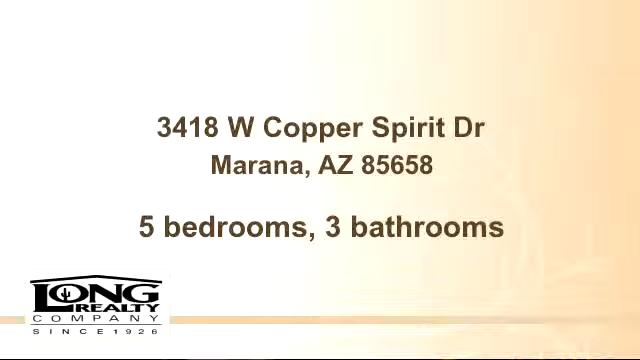 3418 W Copper Spirit Dr
Marana, AZ 85658
5 bedrooms, 3 bathrooms
LONG
REALTY
COMPANY
SINCE 1926